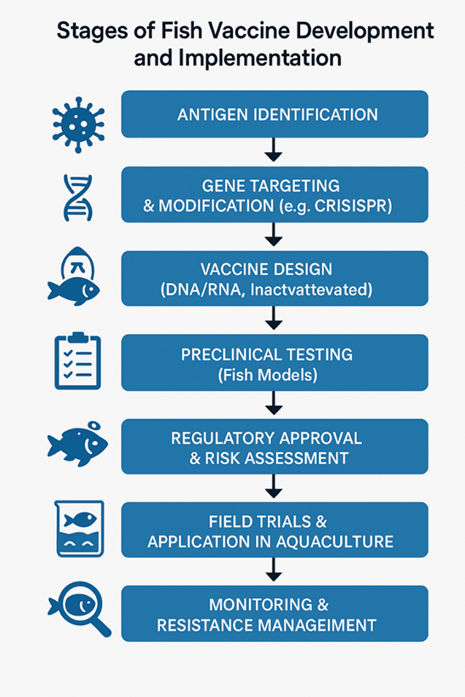 Stages of Fish Vaccine Development
and Implementation
ANTIGEN IDENTIFICATION
GENE TARGETING
& MODIFICATION (e.g. CRISISPR)
VACCINE DESIGN
(DNA/RNA, Inactvattevated)
PRECLINICAL TESTING
(Fish Models)
REGULATORY APPROVAL
& RISK ASSESSMENT
FIELD TRIALS &
APPLICATION IN AQUACULTURE
MONITORING &
RESISTANCE MANAGEIMENT